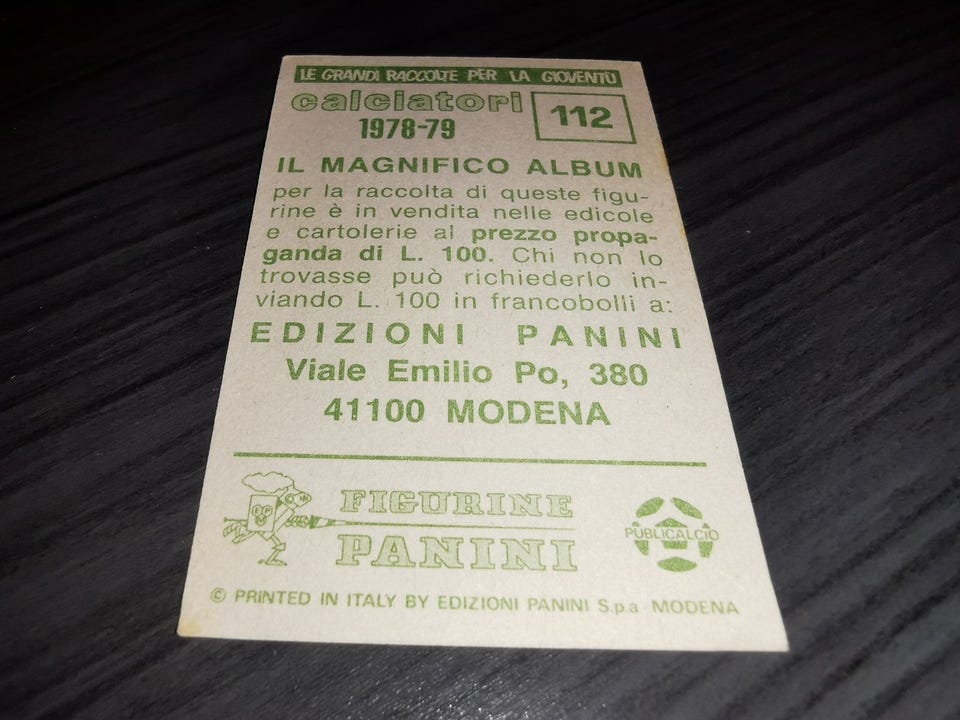 LE GRANDI RACCOLTE PER LA GIOVENTÙ
calciatori
1978-79
112
IL MAGNIFICO ALBUM
per la raccolta di queste figu-
rine è in vendita nelle edicole
e cartolerie al prezzo propa-
ganda di L. 100. Chi non lo
trovasse può richiederlo in-
viando L. 100 in francobolli a:
EDIZIONI PANINI
Viale Emilio Po, 380
41100 MODENA
FIGURINE
PANINI
PUBLICALCIO
© PRINTED IN ITALY BY EDIZIONI PANINI S.p.a - MODENA